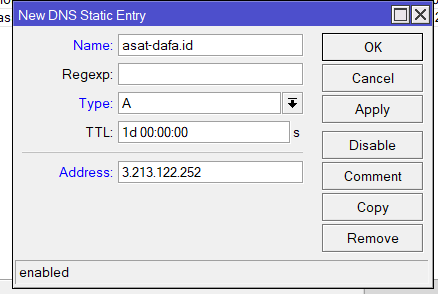 New DNS Static Entry
Name: asat-dafa.id
Regexp:
Type: A
TTL: 1d 00:00:00 s
Address: 3.213.122.252
OK
Cancel
Apply
Disable
Comment
Copy
Remove
enabled